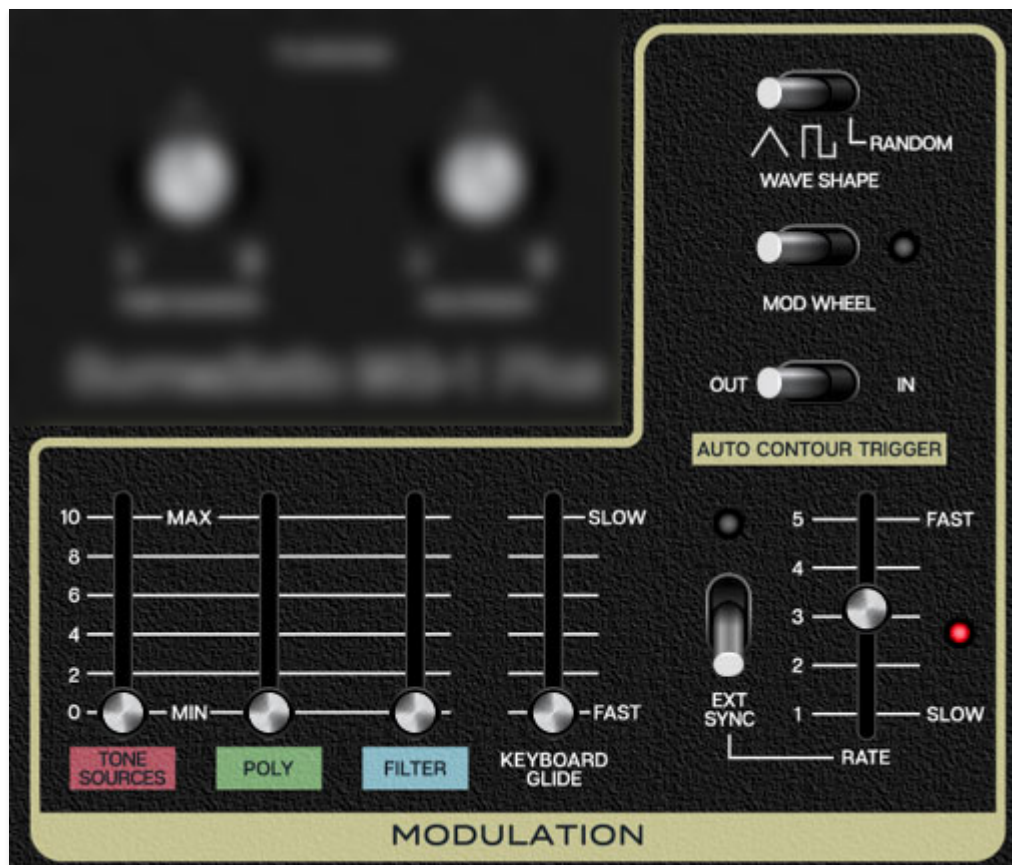 RANDOM
WAVE SHAPE
MOD WHEEL
OUT IN
AUTO CONTOUR TRIGGER
10 MAX SLOW
8
6
4
2
0 MIN FAST
TONE
SOURCES
POLY
FILTER
KEYBOARD
GLIDE
5 FAST
4
3
2
1 SLOW
EXT
SYNC
RATE
MODULATION